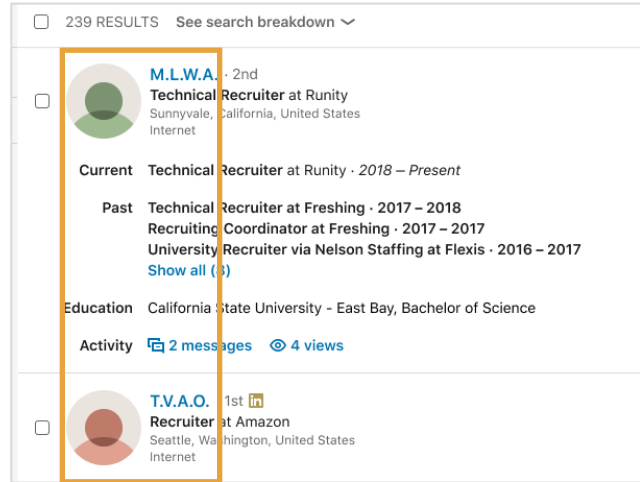 239 RESULTS See search breakdown
M.L.W.A. · 2nd
Technical Recruiter at Runity
Sunnyvale, California, United States
Internet
Current Technical Recruiter at Runity · 2018 – Present
Past Technical Recruiter at Freshing · 2017 – 2018
Recruiting Coordinator at Freshing · 2017 – 2017
University Recruiter via Nelson Staffing at Flexis · 2016 – 2017
Show all
Education California State University - East Bay, Bachelor of Science
Activity 2 messages 4 views
T.V.A.O. 1st in
Recruiter at Amazon
Seattle, Washington, United States
Internet